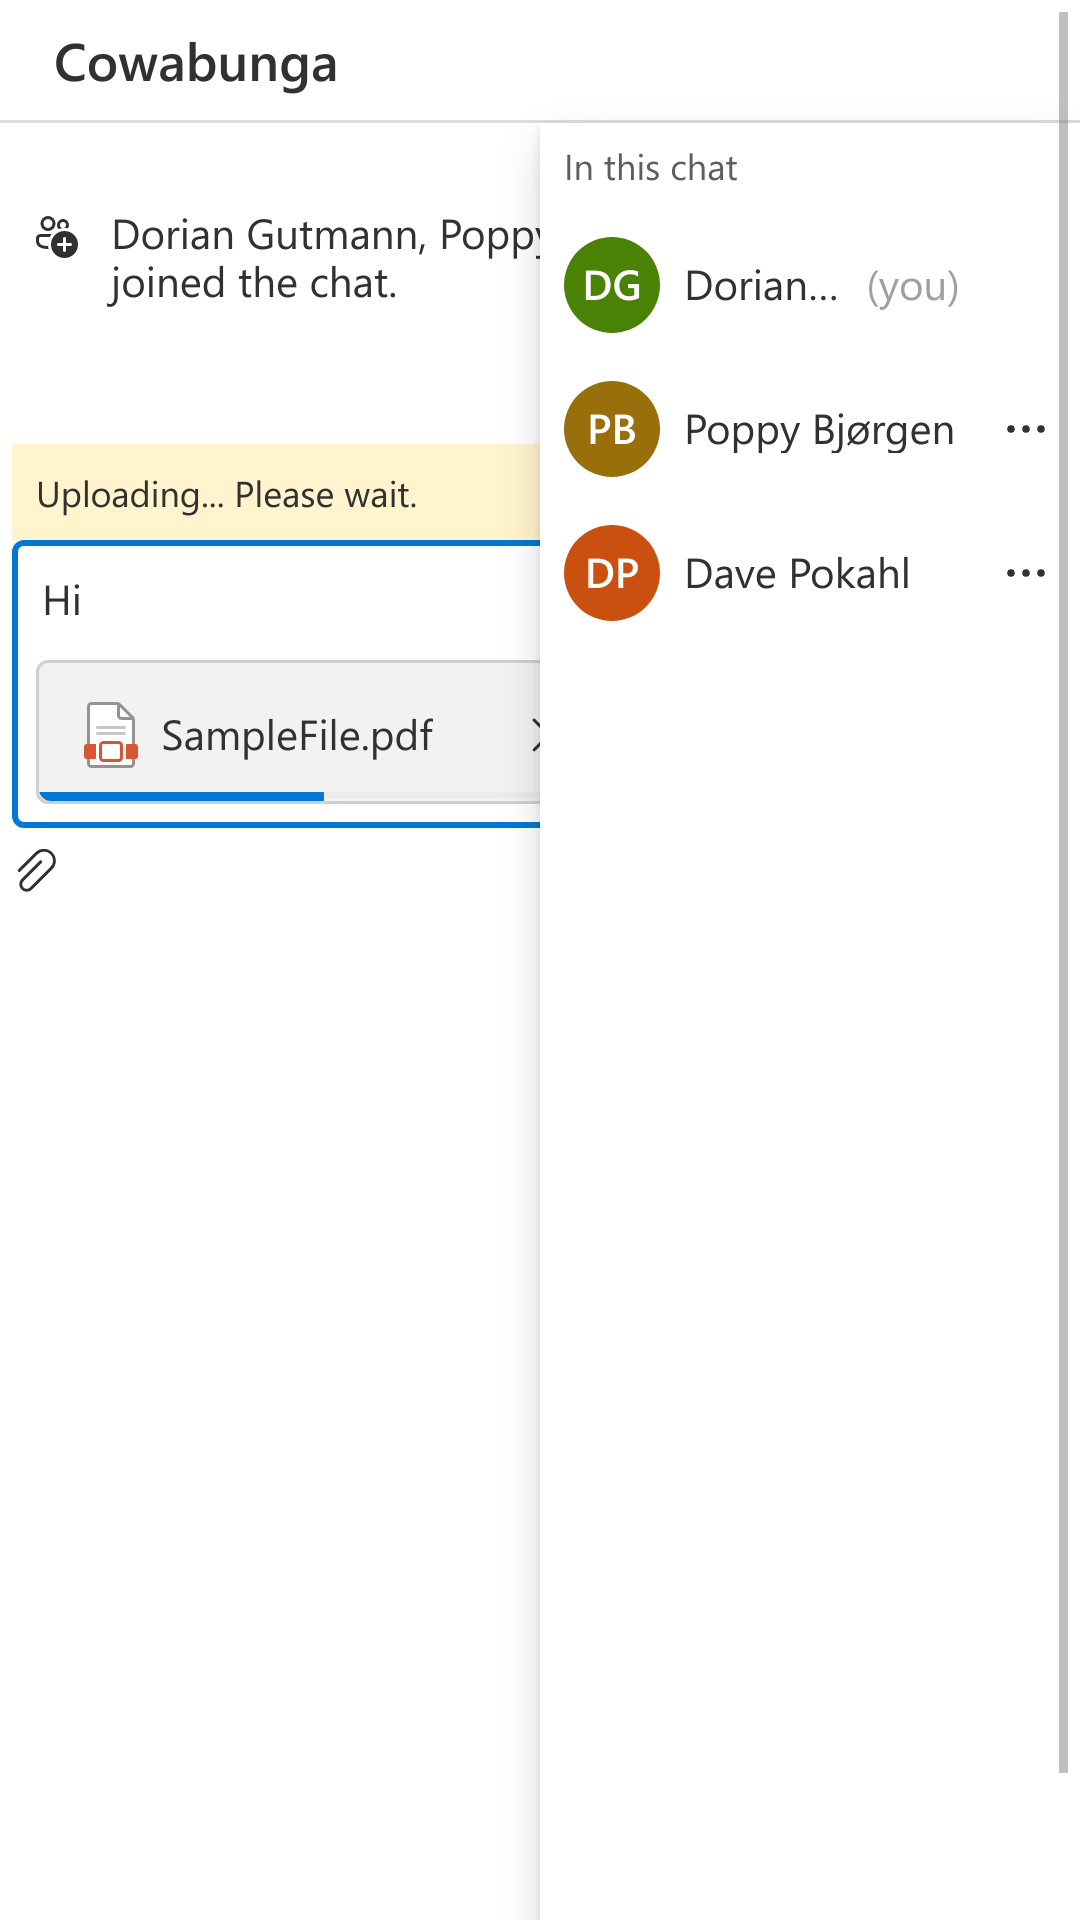 Cowabunga
In this chat
Dorian Gutmann, Poppy
joined the chat.
DG Dorian... (you)
PB Poppy Bjørgen
DP Dave Pokahl
Uploading... Please wait.
Hi
SampleFile.pdf